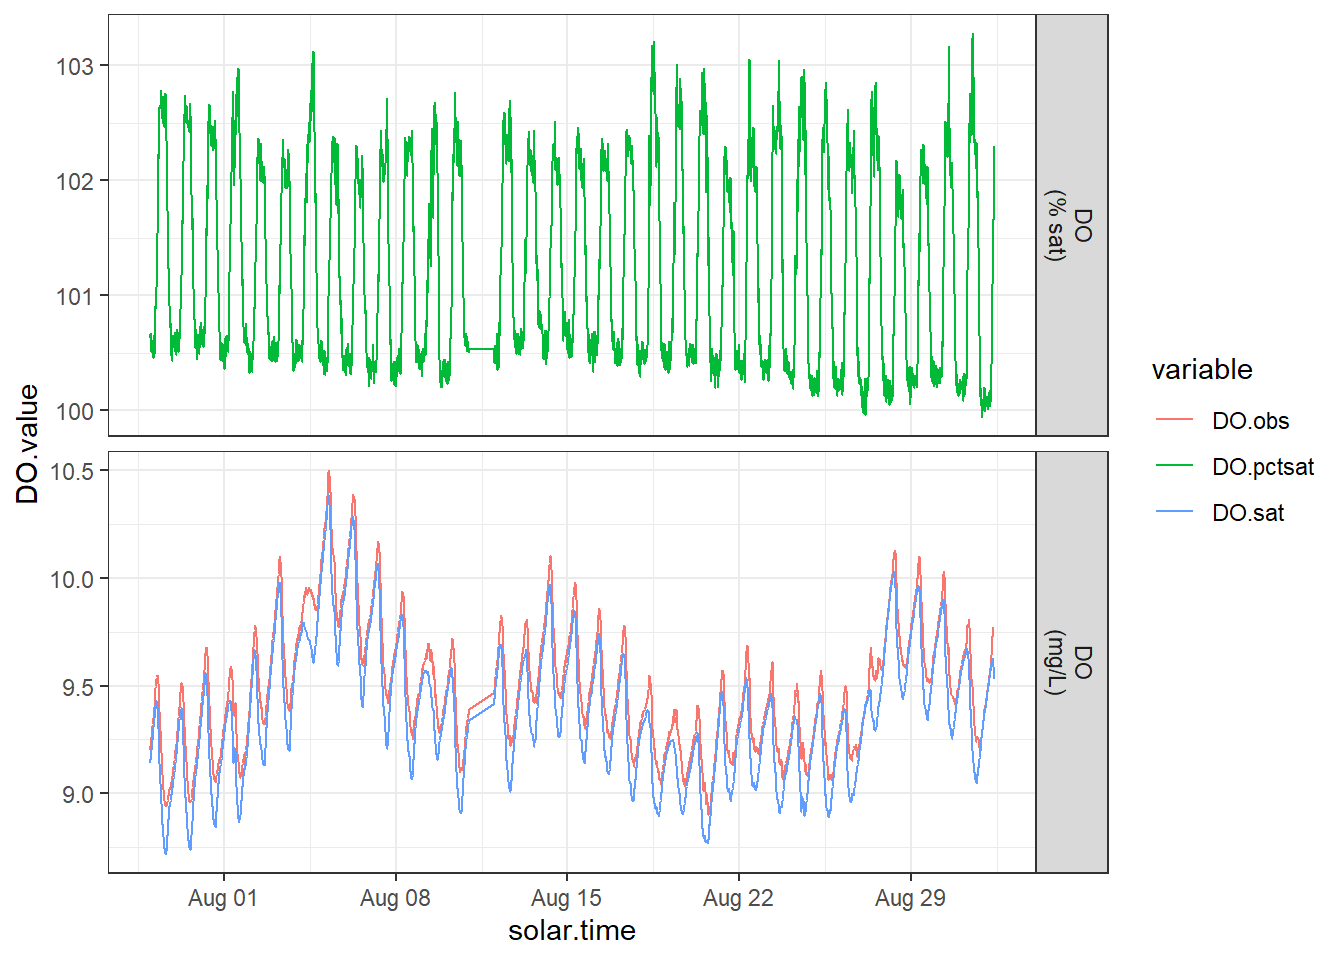 103
102
101
100
DO
(% sat)
DO.value
10.5
10.0
9.5
9.0
DO
(mg/L)
Aug 01
Aug 08
Aug 15
Aug 22
Aug 29
solar.time
variable
DO.obs
DO.pctsat
DO.sat